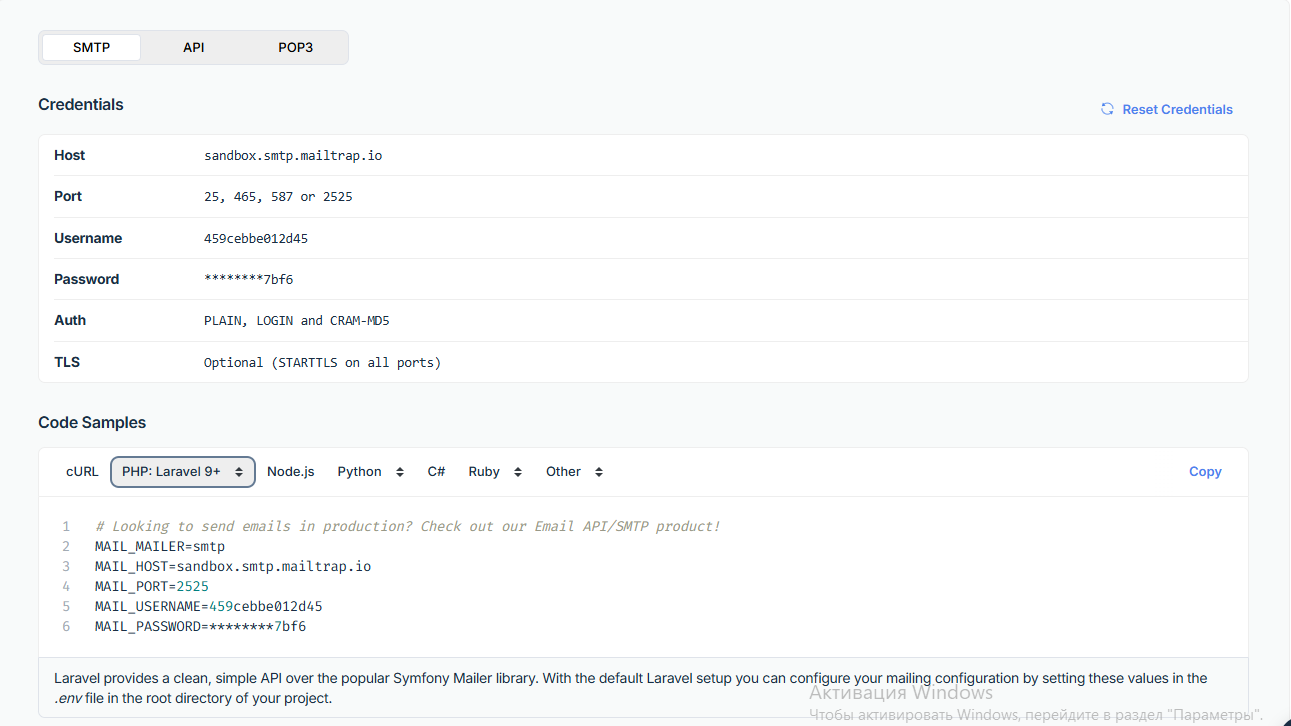 SMTP API POP3
Credentials
Reset Credentials
Host sandbox.smtp.mailtrap.io
Port 25, 465, 587 or 2525
Username 459cebbe012d45
Password ********7bf6
Auth PLAIN, LOGIN and CRAM-MD5
TLS Optional (STARTTLS on all ports)
Code Samples
cURL PHP: Laravel 9+ Node.js Python C# Ruby Other Copy
1 # Looking to send emails in production? Check out our Email API/SMTP product!
2 MAIL_MAILER=smtp
3 MAIL_HOST=sandbox.smtp.mailtrap.io
4 MAIL_PORT=2525
5 MAIL_USERNAME=459cebbe012d45
6 MAIL_PASSWORD=********7bf6
Laravel provides a clean, simple API over the popular Symfony Mailer library. With the default Laravel setup you can configure your mailing configuration by setting these values in the
.env file in the root directory of your project.
Активация Windows
Чтобы активировать Windows, перейдите в раздел "Параметры".